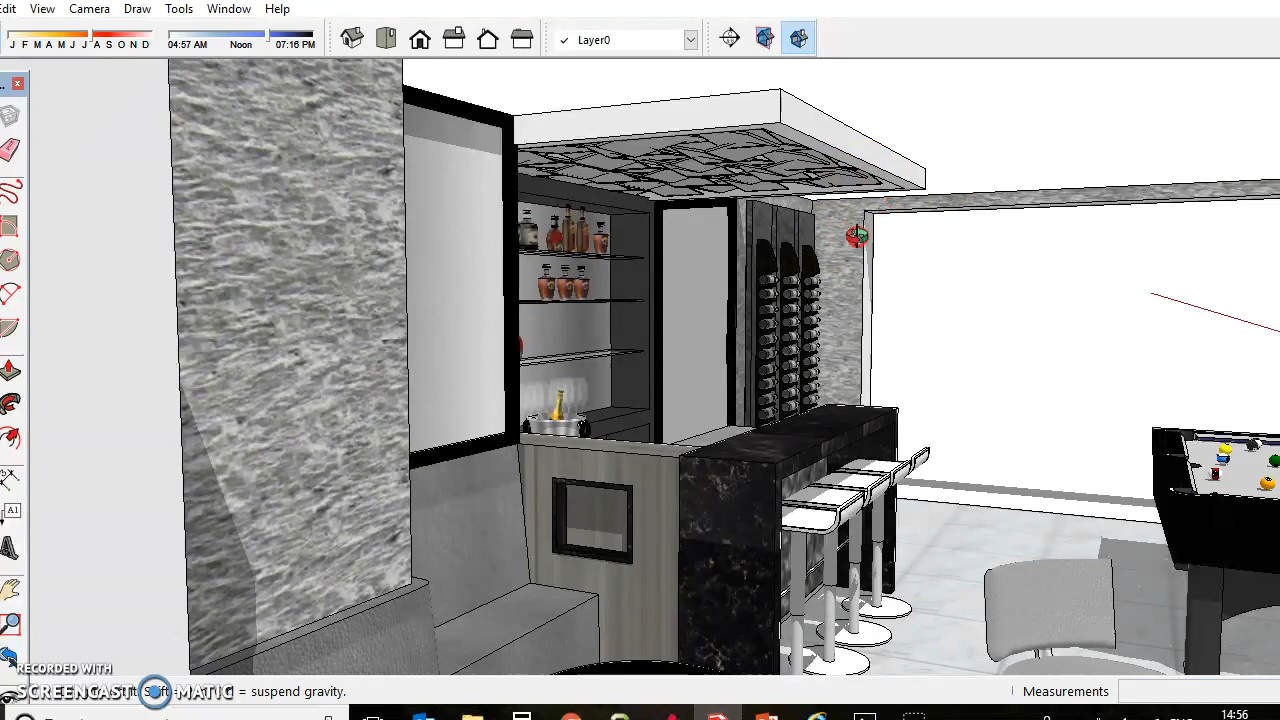 Edit View Camera Draw Tools Window Help
J F M A M J J A S O N D 04:57 AM Noon 07:16 PM Layer0
A1
RECORDED WITH
SCREENCAST MATIC
= suspend gravity.
Measurements
14:56